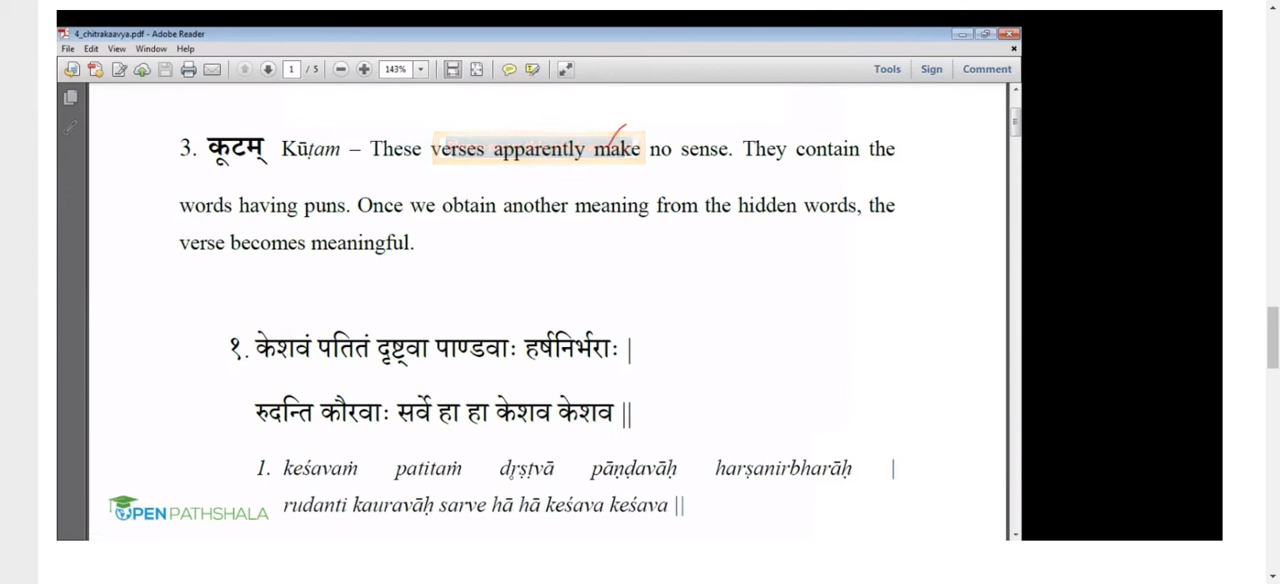 4_chitrakaavya.pdf - Adobe Reader
File Edit View Window Help
1 / 5 143% Tools Sign Comment
3. कूटम् Kūṭam – These verses apparently make no sense. They contain the
words having puns. Once we obtain another meaning from the hidden words, the
verse becomes meaningful.
१. केशवं पतितं दृष्ट्वा पाण्डवाः हर्षनिर्भराः |
रुदन्ति कौरवाः सर्वे हा हा केशव केशव ||
1. keśavaṁ patitaṁ dṛṣṭvā pāṇḍavāḥ harṣanirbharāḥ |
rudanti kauravāḥ sarve hā hā keśava keśava ||
OPENPATHSHALA